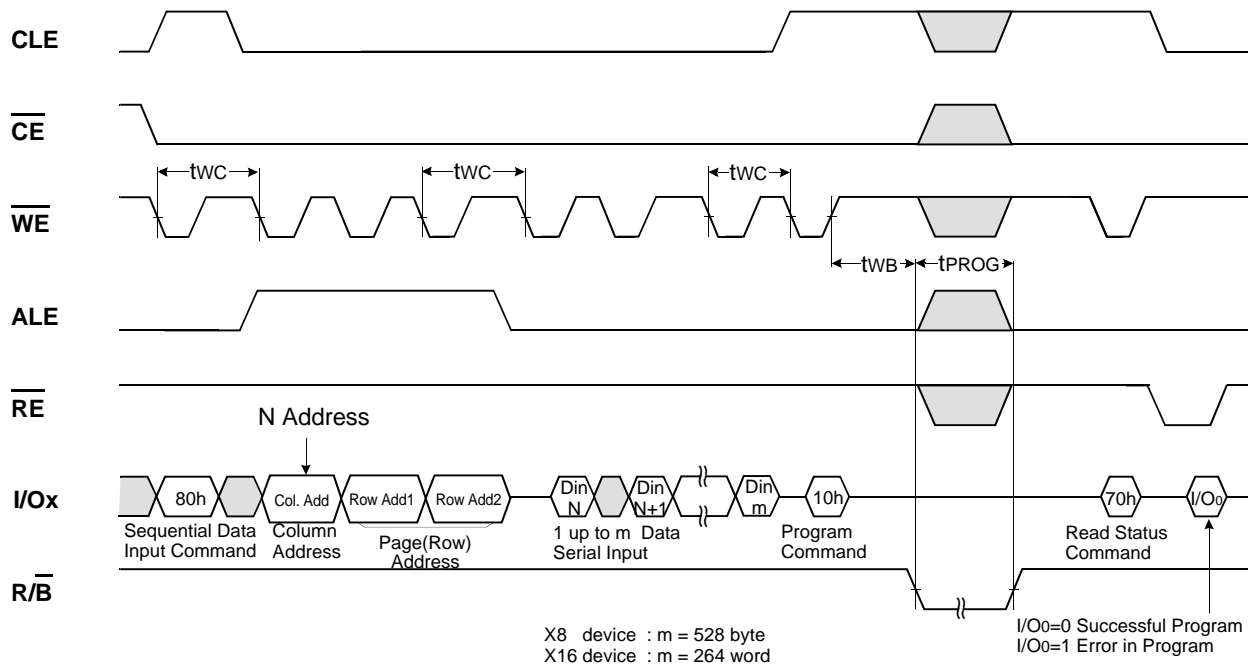 CLE
CE
tWC
tWC
tWC
WE
tWB
tPROG
ALE
RE
N Address
I/Ox
80h
Col. Add
Row Add1
Row Add2
Din
N
Din
N+1
Din
m
10h
70h
I/O0
Sequential Data
Input Command
Column
Address
Page(Row)
Address
1 up to m Data
Serial Input
Program
Command
Read Status
Command
R/B
X8 device : m = 528 byte
X16 device : m = 264 word
I/O0=0 Successful Program
I/O0=1 Error in Program